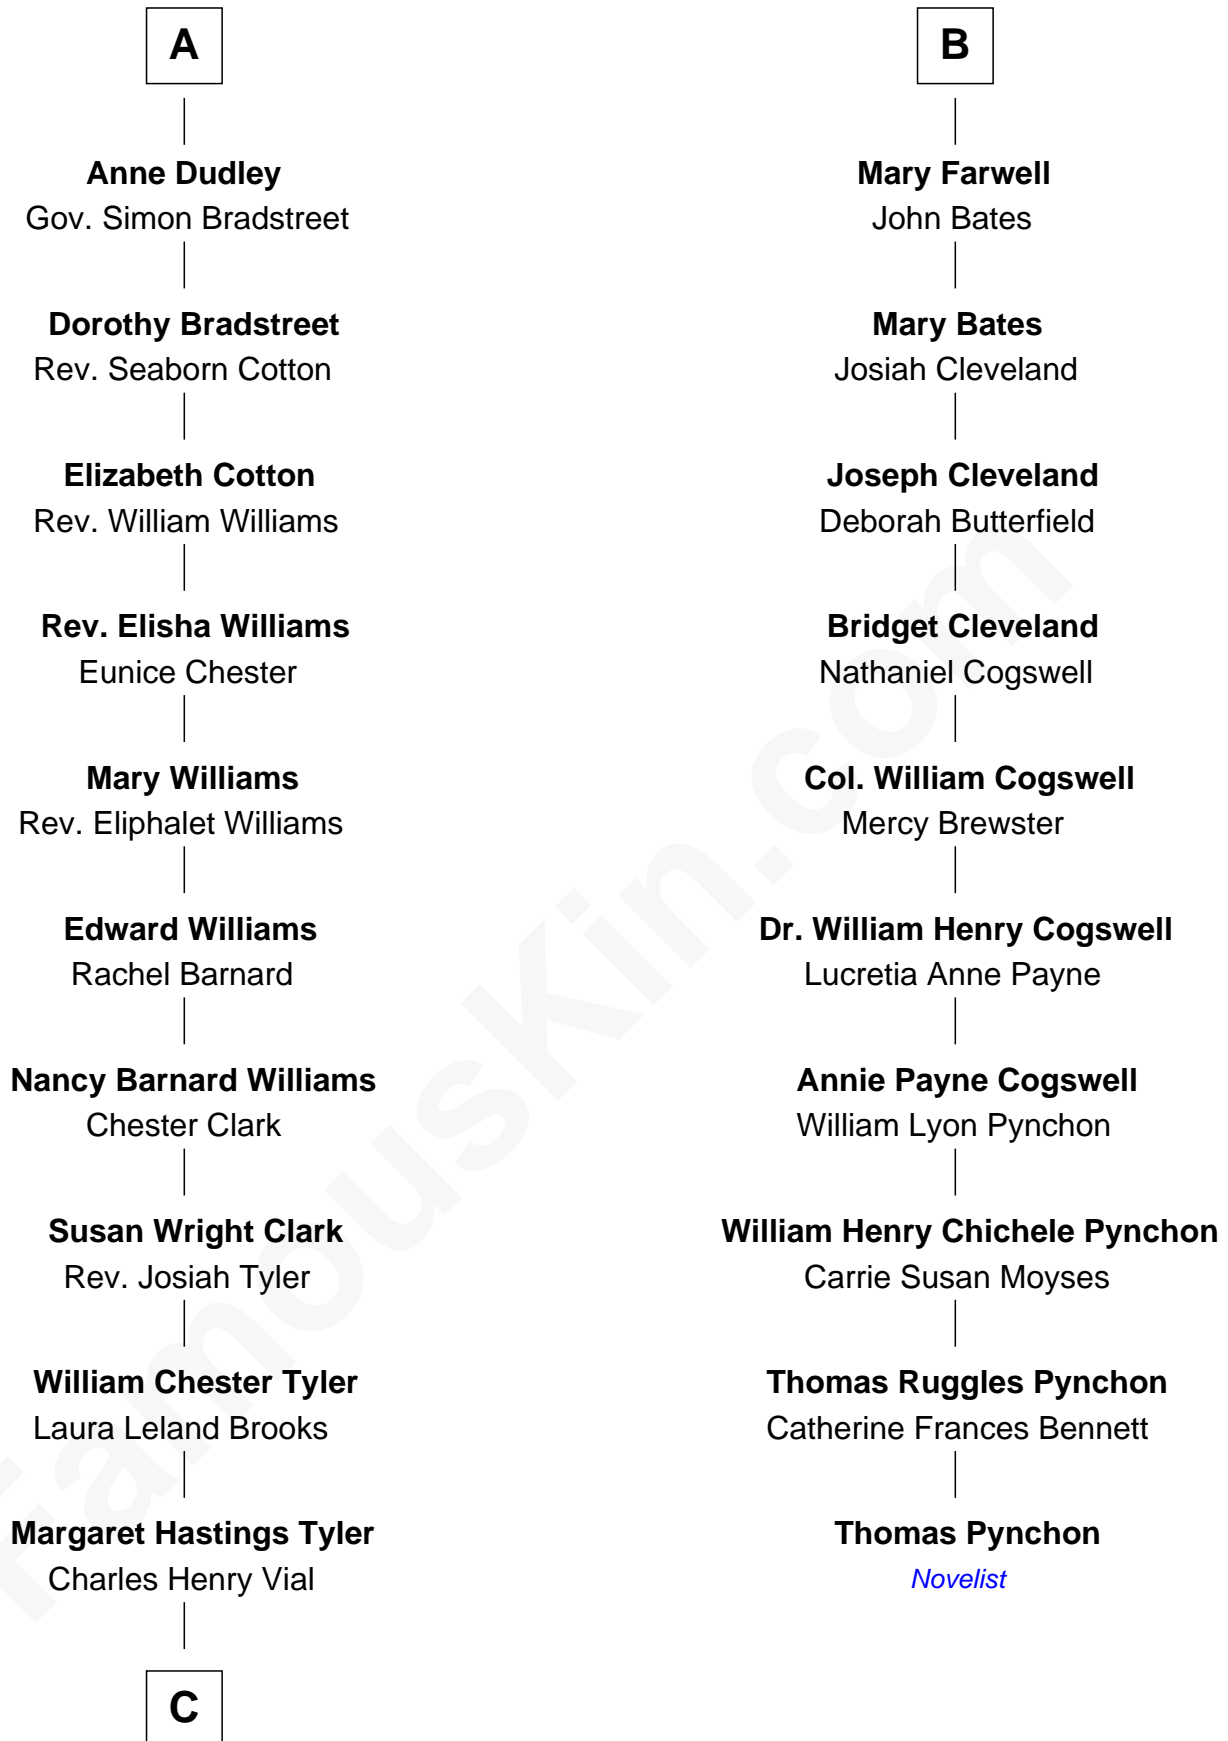 A
Anne Dudley
Gov. Simon Bradstreet
Dorothy Bradstreet
Rev. Seaborn Cotton
Elizabeth Cotton
Rev. William Williams
Rev. Elisha Williams
Eunice Chester
Mary Williams
Rev. Eliphalet Williams
Edward Williams
Rachel Barnard
Nancy Barnard Williams
Chester Clark
Susan Wright Clark
Rev. Josiah Tyler
William Chester Tyler
Laura Leland Brooks
Margaret Hastings Tyler
Charles Henry Vial
C
B
Mary Farwell
John Bates
Mary Bates
Josiah Cleveland
Joseph Cleveland
Deborah Butterfield
Bridget Cleveland
Nathaniel Cogswell
Col. William Cogswell
Mercy Brewster
Dr. William Henry Cogswell
Lucretia Anne Payne
Annie Payne Cogswell
William Lyon Pynchon
William Henry Chichele Pynchon
Carrie Susan Moyses
Thomas Ruggles Pynchon
Catherine Frances Bennett
Thomas Pynchon
Novelist
FamousKin.com